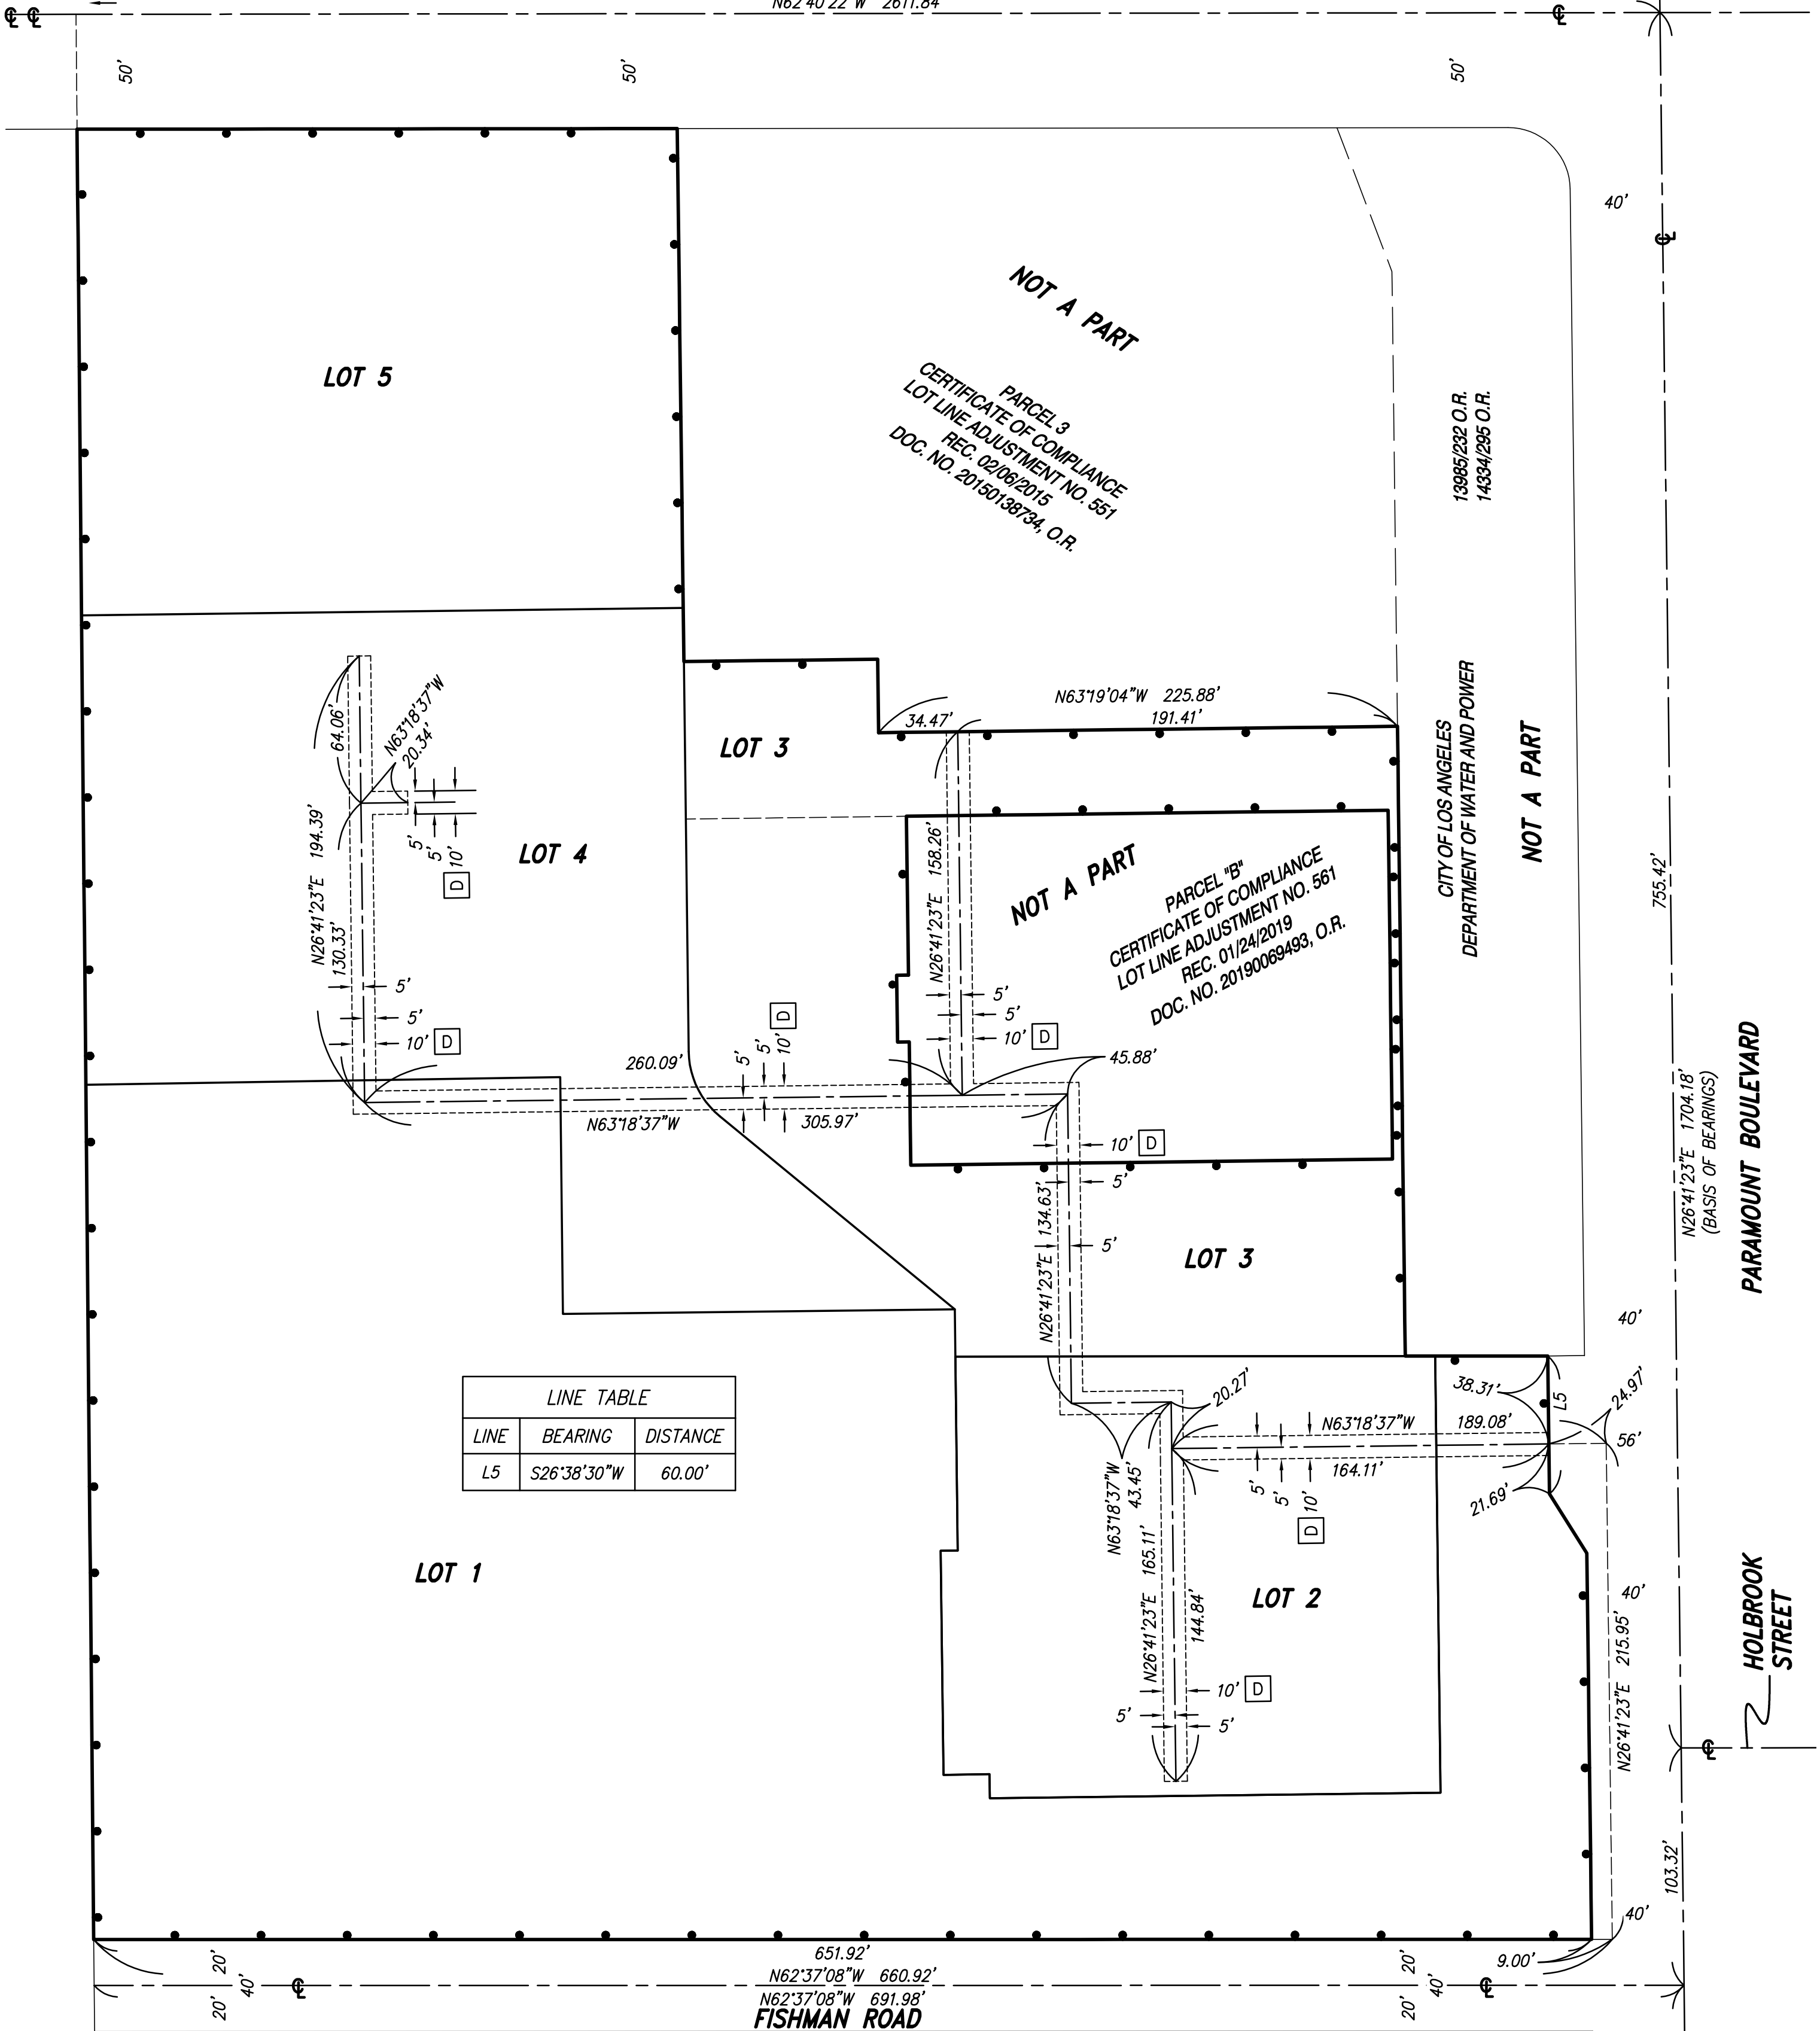 N62°40'22"W 2611.84'
50'
50'
50'
40'
LOT 5
NOT A PART
PARCEL 3
CERTIFICATE OF COMPLIANCE
LOT LINE ADJUSTMENT NO. 551
REC. 02/06/2015
DOC. NO. 20150138734, O.R.
13985/232 O.R.
14334/295 O.R.
CITY OF LOS ANGELES
DEPARTMENT OF WATER AND POWER
NOT A PART
N63°19'04"W 225.88'
34.47'
191.41'
LOT 3
64.06'
N63°18'37"W
20.34'
5'
5'
10' D
LOT 4
N26°41'23"E 194.39'
130.33'
5'
5'
10' D
N26°41'23"E 158.26'
NOT A PART
PARCEL "B"
CERTIFICATE OF COMPLIANCE
LOT LINE ADJUSTMENT NO. 561
REC. 01/24/2019
DOC. NO. 20190069493, O.R.
5'
5'
10' D
260.09'
5'
5'
10' D
45.88'
N63°18'37"W
305.97'
10' D
5'
5'
N26°41'23"E 134.63'
LOT 3
755.42'
N26°41'23"E 1704.18'
(BASIS OF BEARINGS)
PARAMOUNT BOULEVARD
40'
LINE TABLE
LINE BEARING DISTANCE
L5 S26°38'30"W 60.00'
20.27'
38.31'
L5
24.97'
56'
N63°18'37"W 189.08'
164.11'
21.69'
5'
5'
10' D
N63°18'37"W
43.45'
N26°41'23"E 165.11'
144.84'
LOT 1
LOT 2
10' D
5'
5'
40'
N26°41'23"E 215.95'
HOLBROOK
STREET
103.32'
40'
9.00'
651.92'
N62°37'08"W 660.92'
N62°37'08"W 691.98'
FISHMAN ROAD
20'
40'
20'
20'
40'
20'